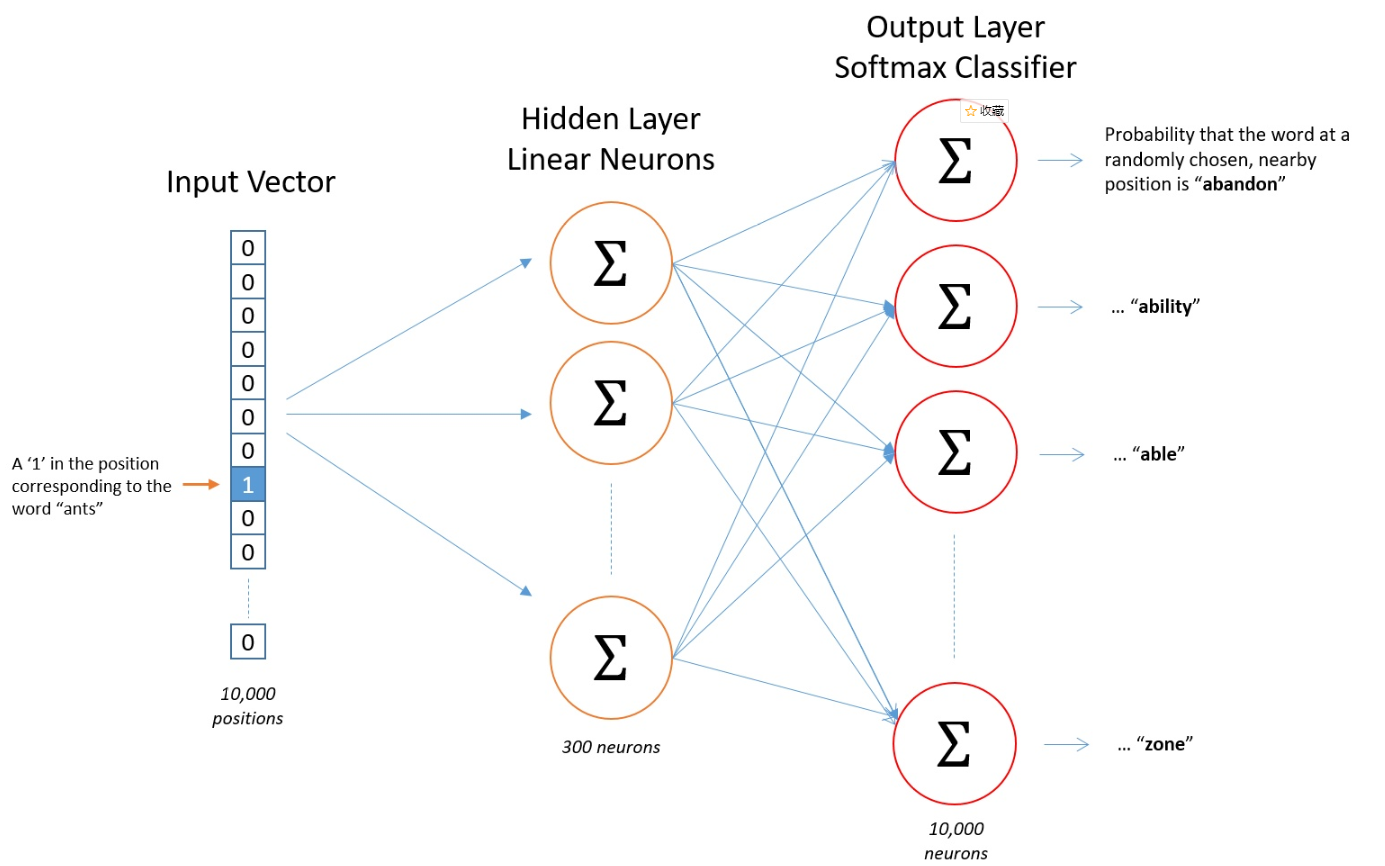 Output Layer
Softmax Classifier
☆ 收藏
Hidden Layer
Linear Neurons
Input Vector
Σ
Σ
Σ
Σ
Σ
Σ
Σ
Probability that the word at a
randomly chosen, nearby
position is “abandon”
... “ability”
... “able”
... “zone”
0
0
0
0
0
0
0
1
0
0
0
A ‘1’ in the position
corresponding to the
word “ants”
10,000
positions
300 neurons
10,000
neurons